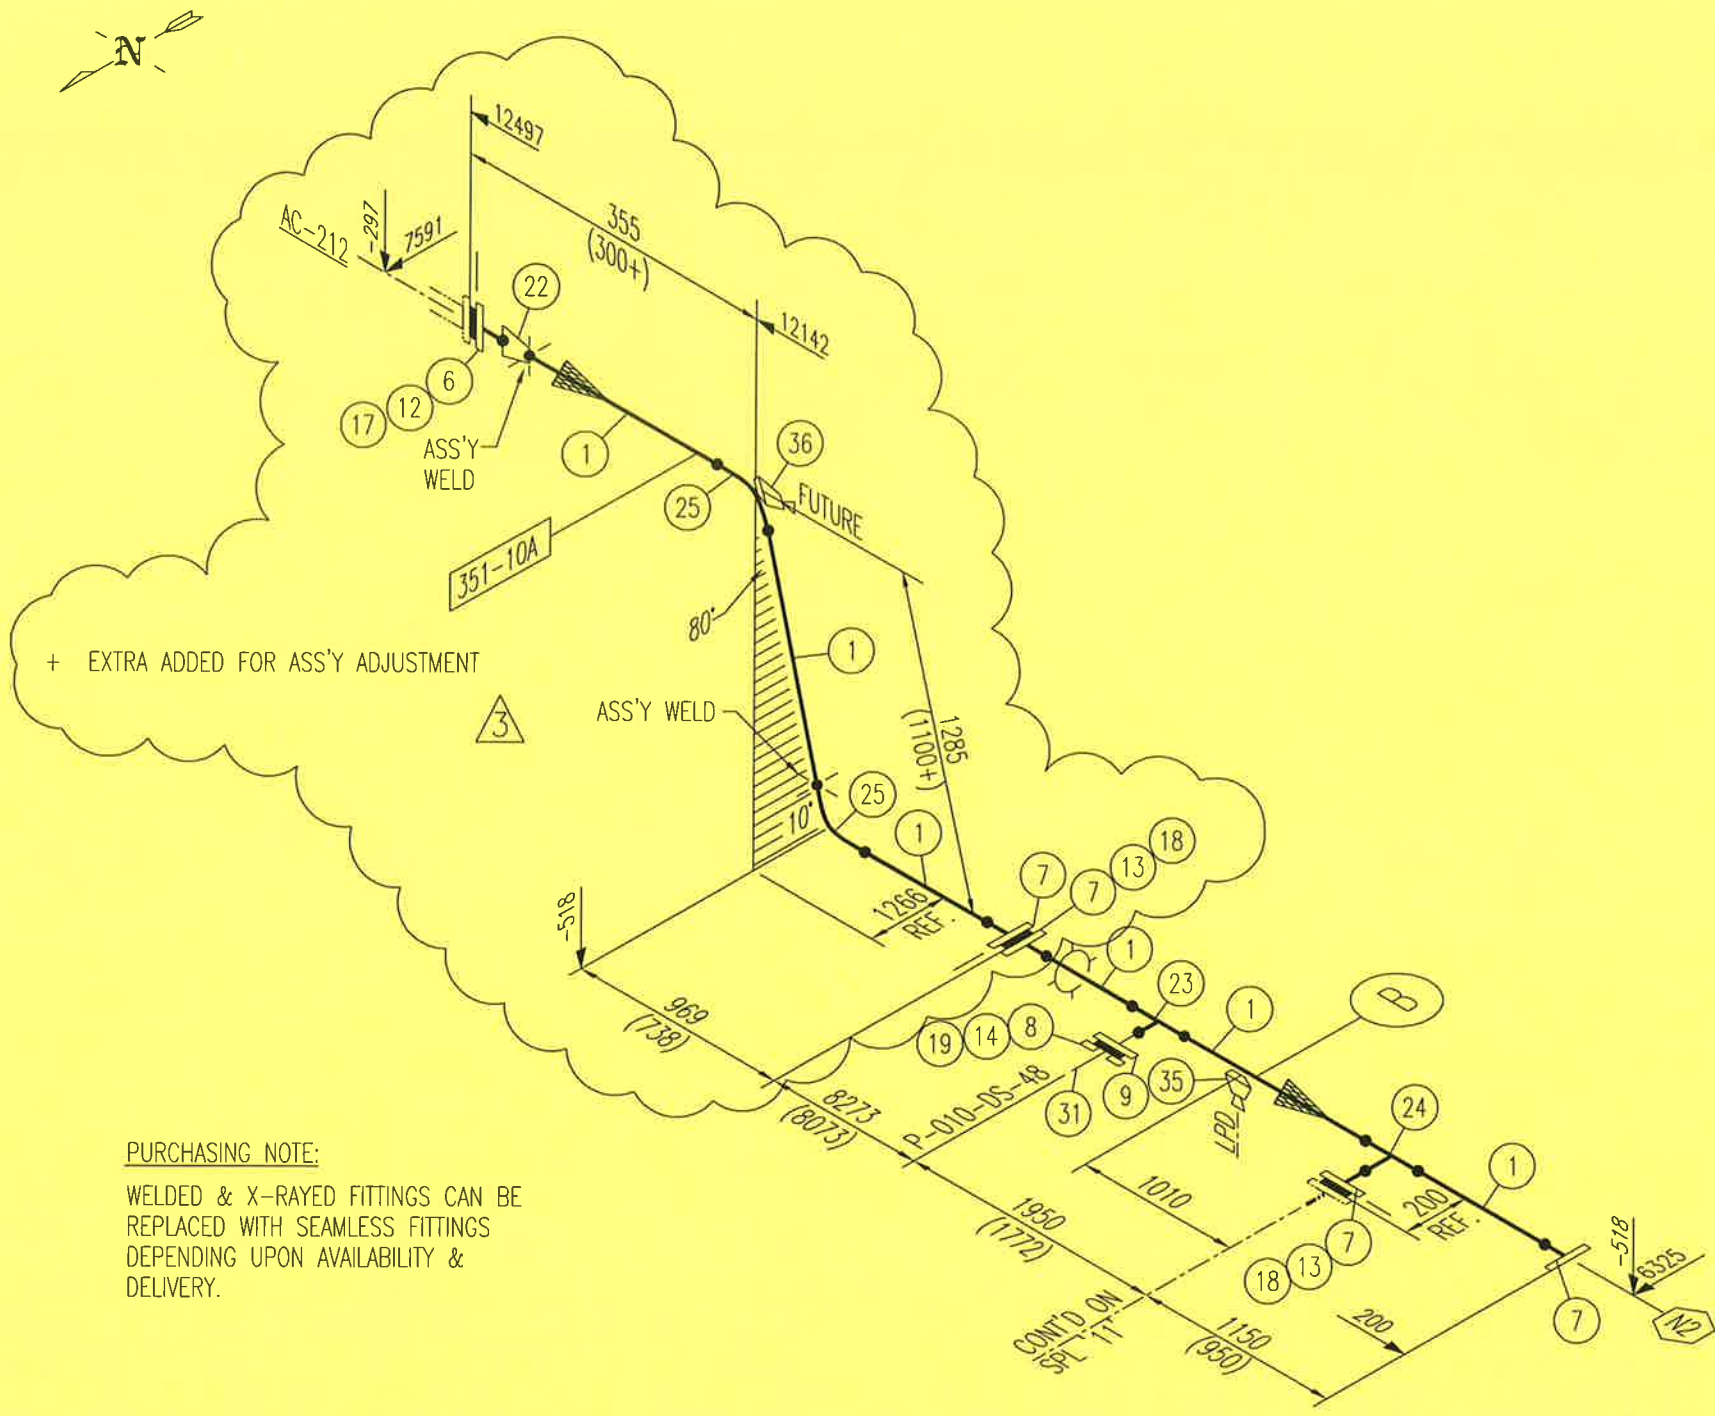 N
12497
355
(300+)
12142
AC-212
-297
7591
22
6
12
17
ASS'Y
WELD
1
36
25
FUTURE
351-10A
80°
+ EXTRA ADDED FOR ASS'Y ADJUSTMENT
3
1
ASS'Y WELD
1285
(1100+)
10°
25
1
18
13
7
7
-518
1266
REF.
1
23
1
B
969
(738)
19
14
8
9
35
31
LPD
P-010-DS-48
8273
(8073)
24
1
1010
1950
(1772)
200
REF.
18
13
7
-518
6325
7
N2
CONT'D ON
SPL '11'
200
1150
(950)
PURCHASING NOTE:
WELDED & X-RAYED FITTINGS CAN BE
REPLACED WITH SEAMLESS FITTINGS
DEPENDING UPON AVAILABILITY &
DELIVERY.